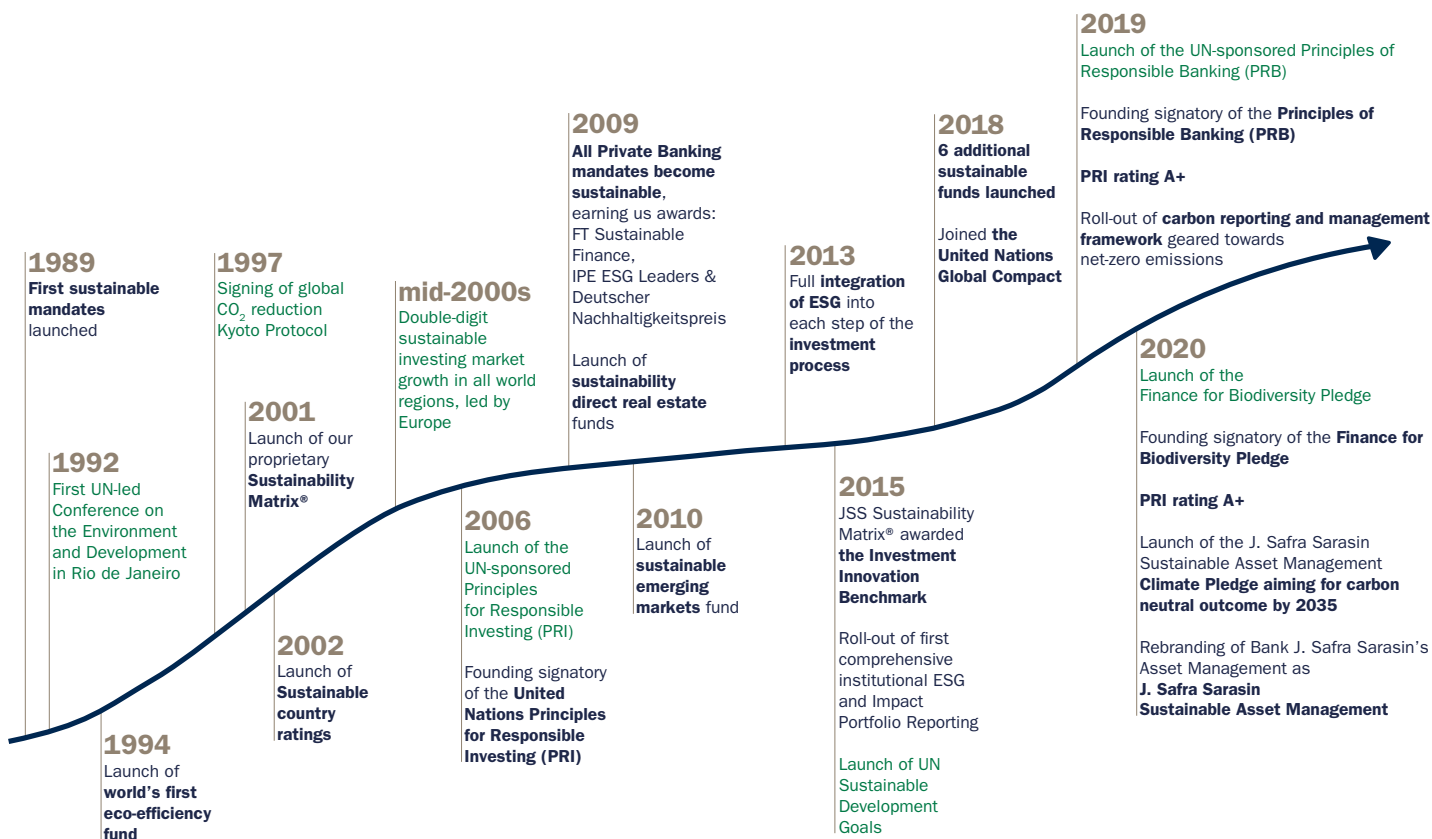 1989
First sustainable
mandates
launched
1992
First UN-led
Conference on
the Environment
and Development
in Rio de Janeiro
1994
Launch of
world's first
eco-efficiency
fund
1997
Signing of global
CO₂ reduction
Kyoto Protocol
2001
Launch of our
proprietary
Sustainability
Matrix®
2002
Launch of
Sustainable
country
ratings
mid-2000s
Double-digit
sustainable
investing market
growth in all world
regions, led by
Europe
2006
Launch of the
UN-sponsored
Principles
for Responsible
Investing (PRI)
Founding signatory
of the United
Nations Principles
for Responsible
Investing (PRI)
2009
All Private Banking
mandates become
sustainable,
earning us awards:
FT Sustainable
Finance,
IPE ESG Leaders &
Deutscher
Nachhaltigkeitspreis
Launch of
sustainability
direct real estate
funds
2010
Launch of
sustainable
emerging
markets fund
2013
Full integration
of ESG into
each step of the
investment
process
2015
JSS Sustainability
Matrix® awarded
the Investment
Innovation
Benchmark
Roll-out of first
comprehensive
institutional ESG
and Impact
Portfolio Reporting
Launch of UN
Sustainable
Development
Goals
2018
6 additional
sustainable
funds launched
Joined the
United Nations
Global Compact
2019
Launch of the UN-sponsored Principles of
Responsible Banking (PRB)
Founding signatory of the Principles of
Responsible Banking (PRB)
PRI rating A+
Roll-out of carbon reporting and management
framework geared towards
net-zero emissions
2020
Launch of the
Finance for Biodiversity Pledge
Founding signatory of the Finance for
Biodiversity Pledge
PRI rating A+
Launch of the J. Safra Sarasin
Sustainable Asset Management
Climate Pledge aiming for carbon
neutral outcome by 2035
Rebranding of Bank J. Safra Sarasin's
Asset Management as
J. Safra Sarasin
Sustainable Asset Management